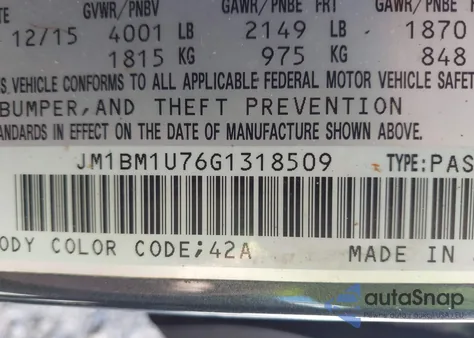 TE GVWR/PNBV GAWR/PNBE FRT GAWR/PNBE
12/15 4001 LB 2149 LB 1870
1815 KG 975 KG 848
S. VEHICLE CONFORMS TO ALL APPLICABLE FEDERAL MOTOR VEHICLE SAFET
BUMPER, AND THEFT PREVENTION
ANDARDS IN EFFECT ON THE DATE OF MANUFACTURE SHOWN ABOVE.
JM1BM1U76G1318509 TYPE:PAS
ODY COLOR CODE;42A MADE IN
autoSnap